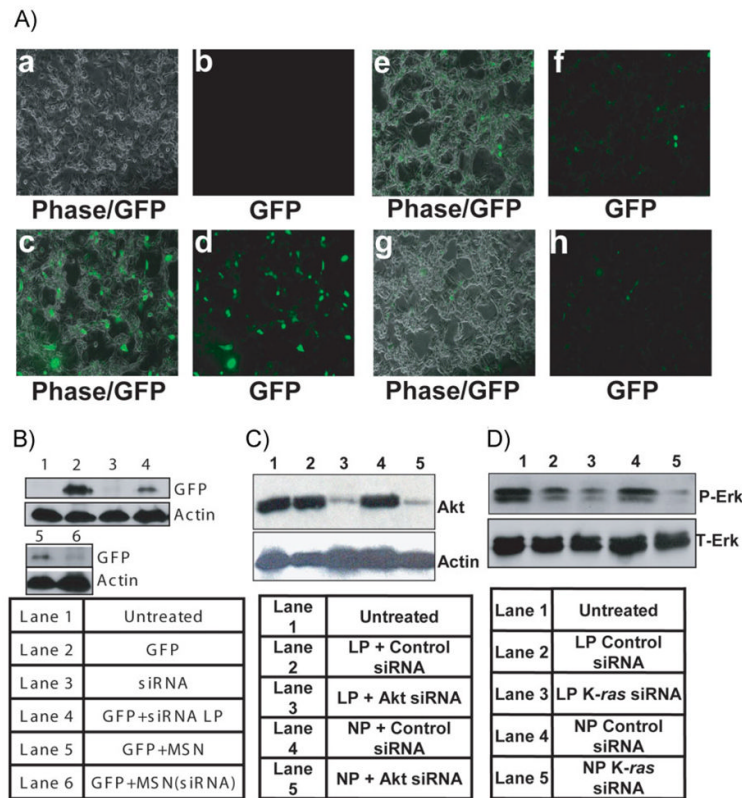 A)
a
b
e
f
Phase/GFP
GFP
Phase/GFP
GFP
c
d
g
h
Phase/GFP
GFP
Phase/GFP
GFP
B)
1 2 3 4
GFP
Actin
5 6
GFP
Actin
Lane 1 Untreated
Lane 2 GFP
Lane 3 siRNA
Lane 4 GFP+siRNA LP
Lane 5 GFP+MSN
Lane 6 GFP+MSN(siRNA)
C)
1 2 3 4 5
Akt
Actin
Lane
1
Untreated
Lane
2
LP + Control
siRNA
Lane
3
LP + Akt siRNA
Lane
4
NP + Control
siRNA
Lane
5
NP + Akt siRNA
D)
1 2 3 4 5
P-Erk
T-Erk
Lane 1 Untreated
Lane 2
LP Control
siRNA
Lane 3 LP K-ras siRNA
Lane 4
NP Control
siRNA
Lane 5
NP K-ras
siRNA